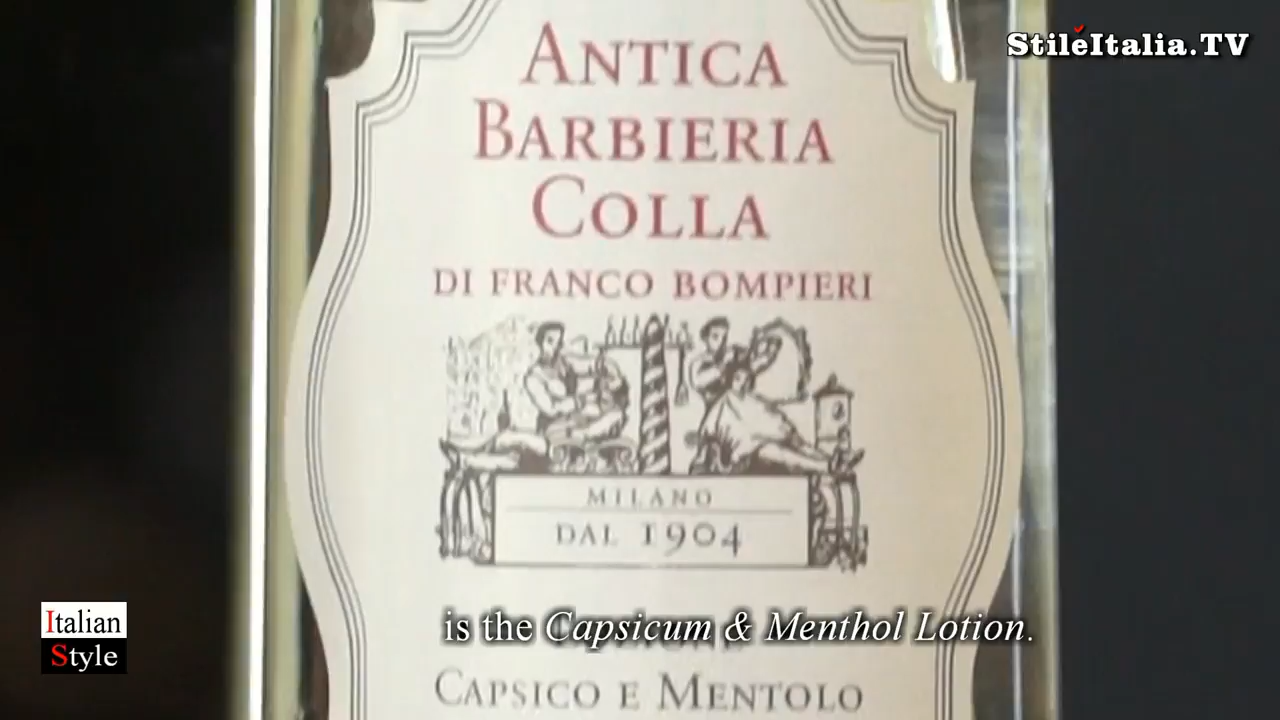 StiléItalia.TV
ANTICA
BARBIERIA
COLLA
DI FRANCO BOMPIERI
MILANO
DAL 1904
is the Capsicum & Menthol Lotion.
CAPSICO E MENTOLO
Italian
Style